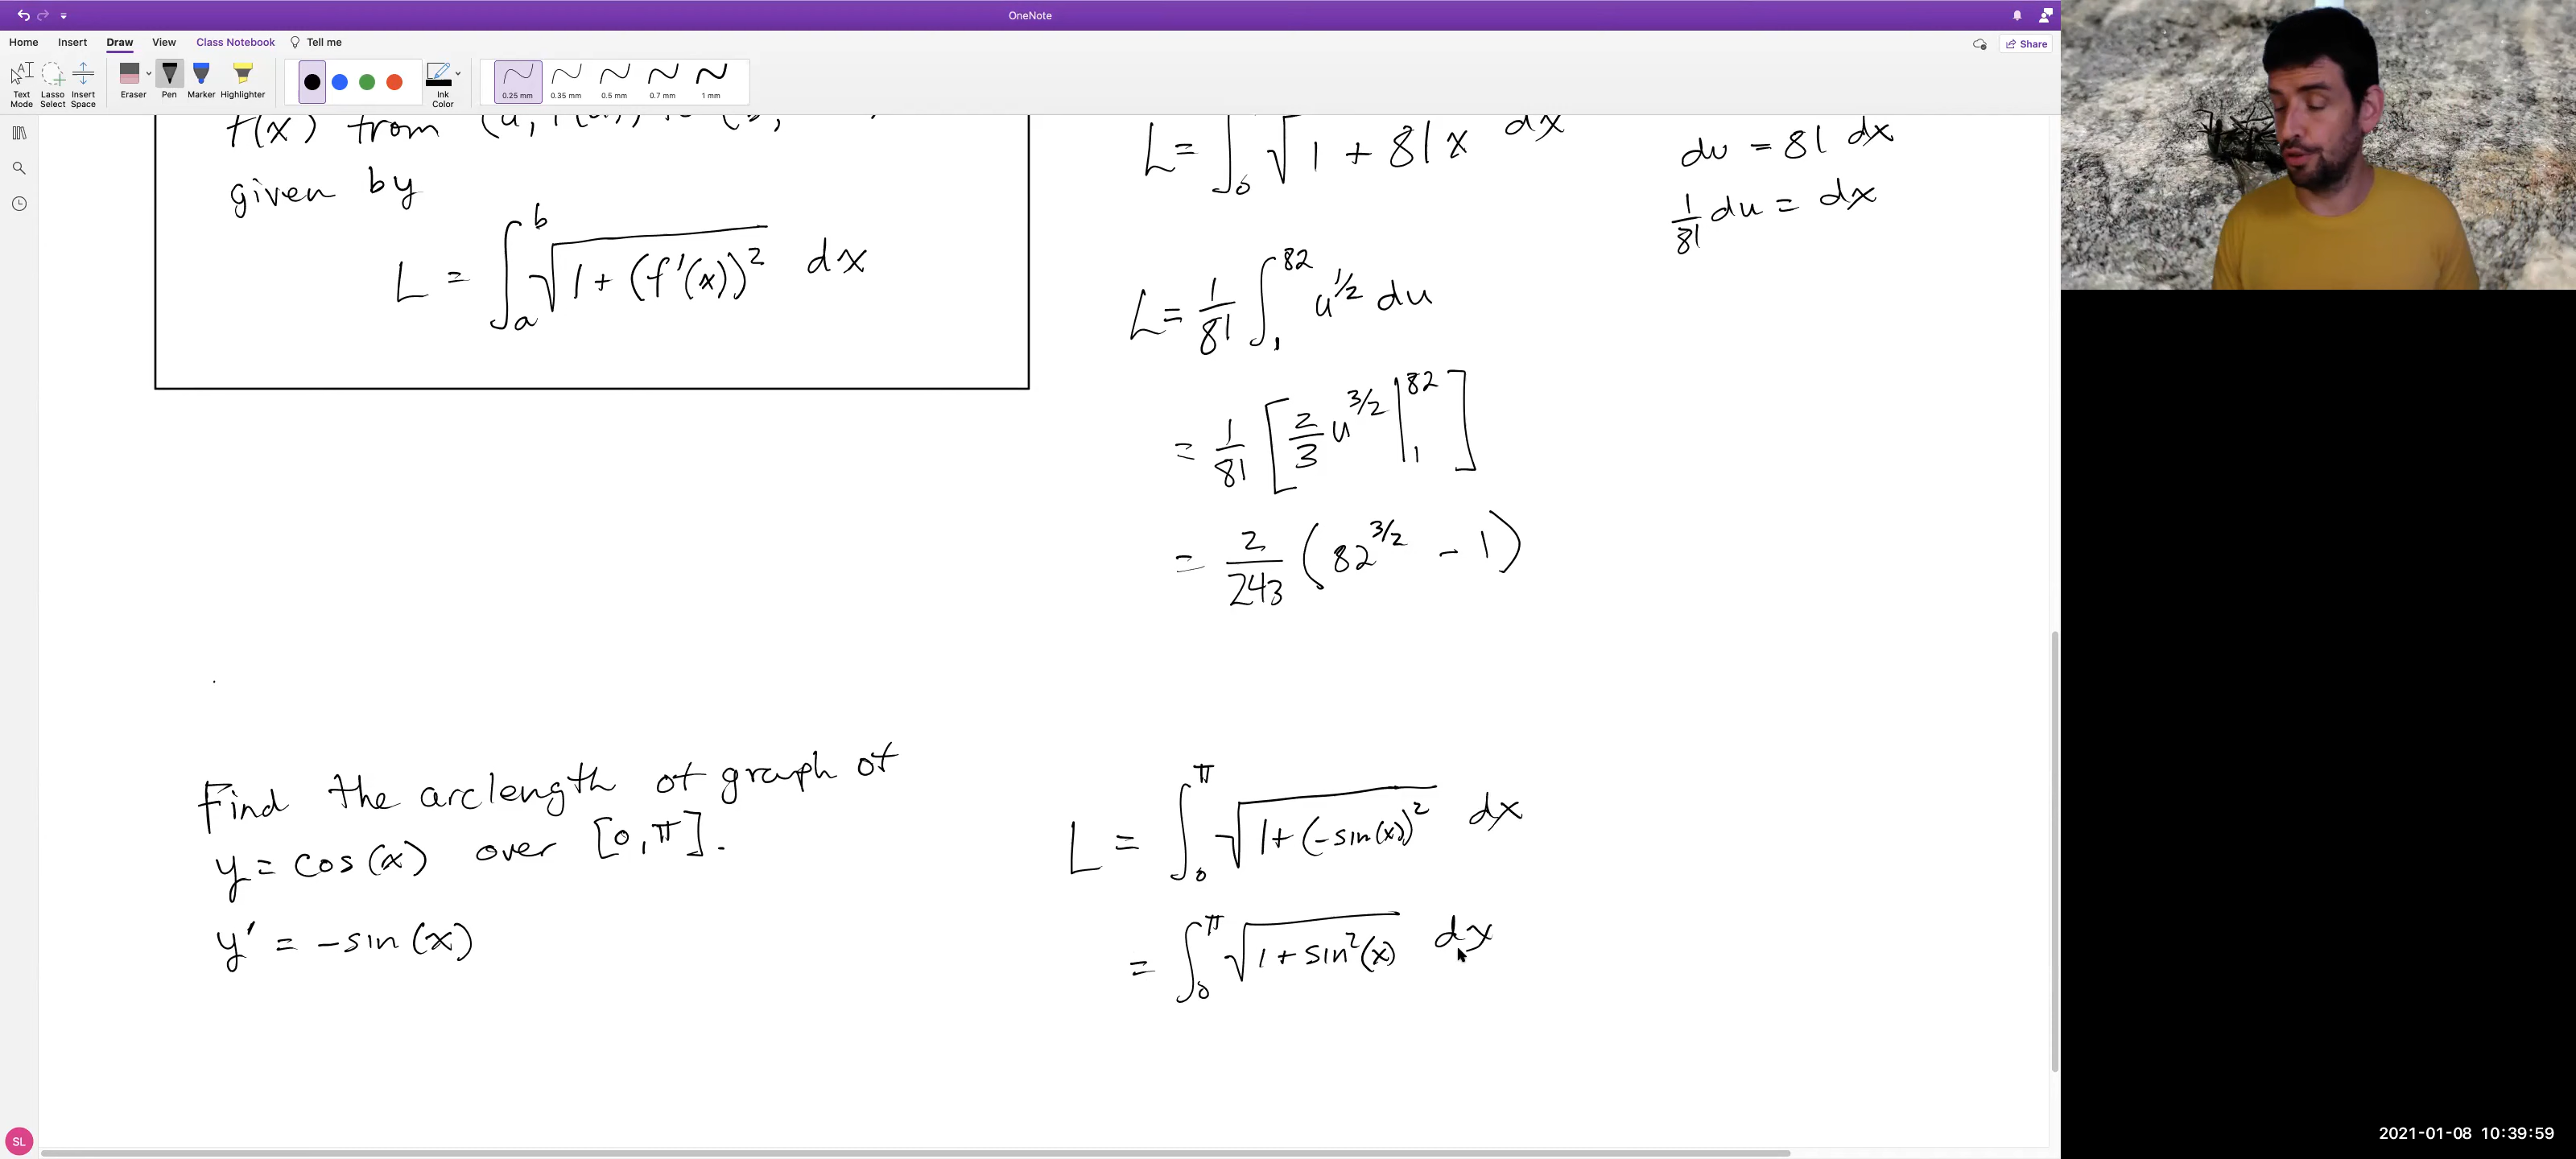 OneNote
Home Insert Draw View Class Notebook Tell me
Share
Text Mode
Lasso Select
Insert Space
Eraser
Pen
Marker
Highlighter
Ink Color
0.25 mm
0.35 mm
0.5 mm
0.7 mm
1 mm
f(x) from
given by
L = ∫_a^b √(1 + (f'(x))²) dx
L = ∫_0 √(1 + 81x) dx
du = 81 dx
1/81 du = dx
L = 1/81 ∫_1^82 u^1/2 du
= 1/81 [2/3 u^3/2 |_1^82]
= 2/243 (82^3/2 - 1)
Find the arclength of graph of
y = cos(x) over [0, π].
y' = -sin(x)
L = ∫_0^π √(1+(-sin(x))²) dx
= ∫_0^π √(1+sin²(x)) dx
SL
2021-01-08 10:39:59